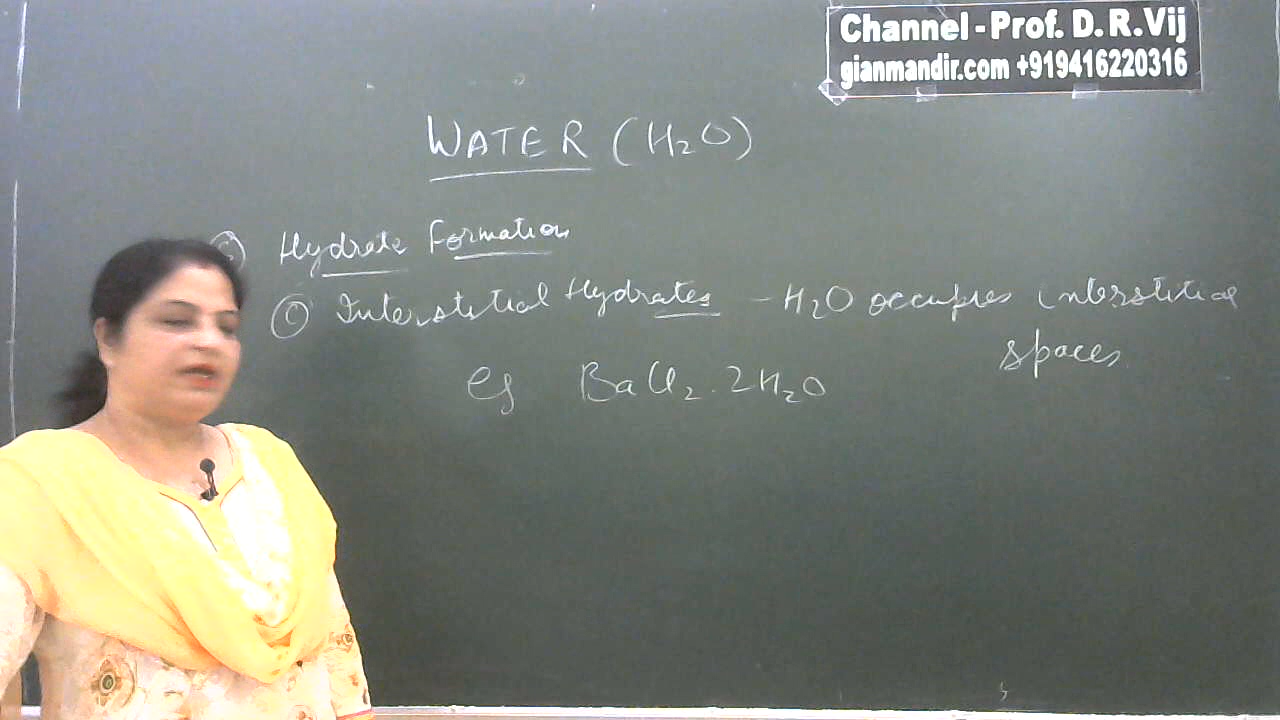 Channel - Prof. D. R. Vij
gianmandir.com +919416220316
WATER (H₂O)
Hydrate Formation
Interstitial Hydrates - H₂O occupies interstitial
spaces
eg BaCl₂.2H₂O